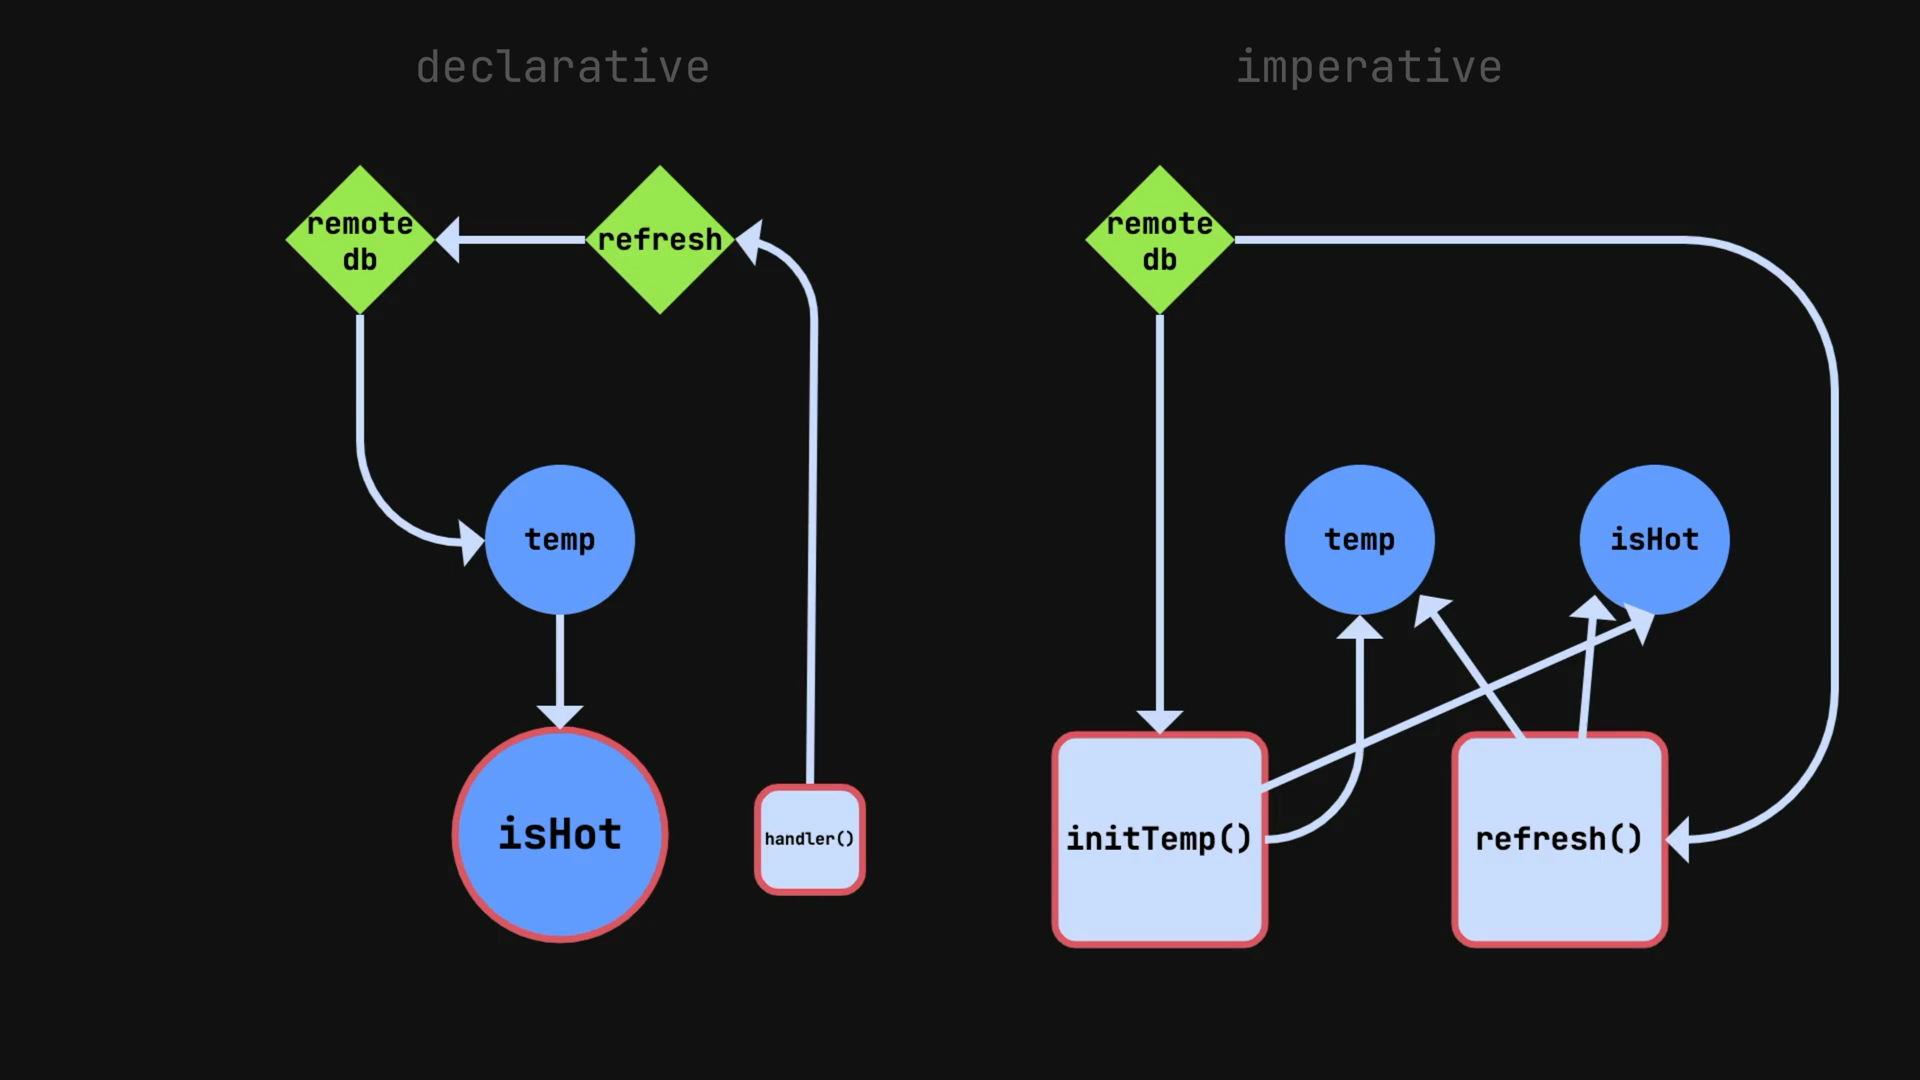 declarative
remote
db
refresh
temp
isHot
handler()
imperative
remote
db
temp
isHot
initTemp()
refresh()